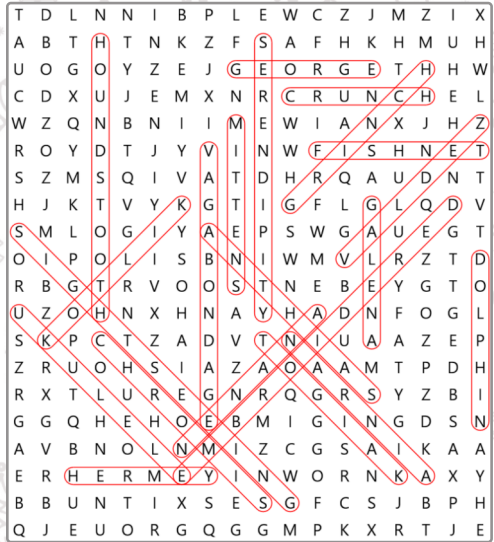 T D L N N I B P L E W C Z J M Z I X
A B T H T N K Z F S A F H K H M U H
U O G O Y Z E J G E O R G E T H H W
C D X U J E M X N R C R U N C H E L
W Z Q N B N I I M E W I A N X J H Z
R O Y D T J Y V I N W F I S H N E T
S Z M S Q I V A T D H R Q A U D N T
H J K T V Y K G T I G F L G L Q D V
S M L O G I Y A E P S W G A U E G T
O I P O L I S B N I W M V L R Z T D
R B G T R V O O S T N E B E Y G T O
U Z O H N X H N A Y H A D N F O G L
S K P C T Z A D V T N I U A A Z E P
Z R U O H S I A Z A O A A M T P D H
R X T L U R E G N R Q G R S Y Z B I
G G Q H E H O E B M I G I N G D S N
A V B N O L N M I Z C G S A I K A A
E R H E R M E Y I N W O R N K A X Y
B B U N T I X S E S G F C S J B P H
Q J E U O R G Q G G M P K X R T J E